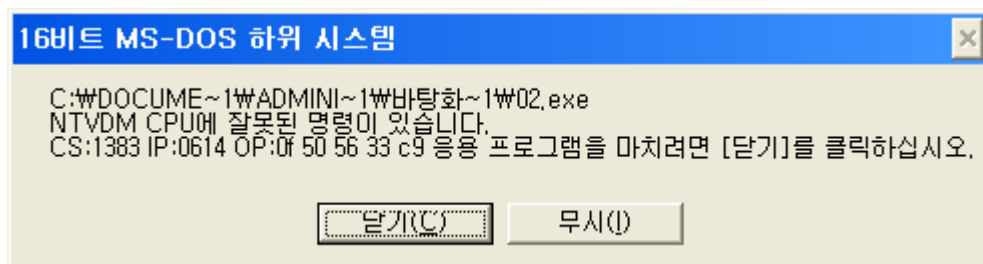 16비트 MS-DOS 하위 시스템
C:₩DOCUME~1₩ADMINI~1₩바탕화~1₩02.exe
NTVDM CPU에 잘못된 명령이 있습니다.
CS:1383 IP:0614 OP:0f 50 56 33 c9 응용 프로그램을 마치려면 [닫기]를 클릭하십시오.
닫기(C) 무시(I)